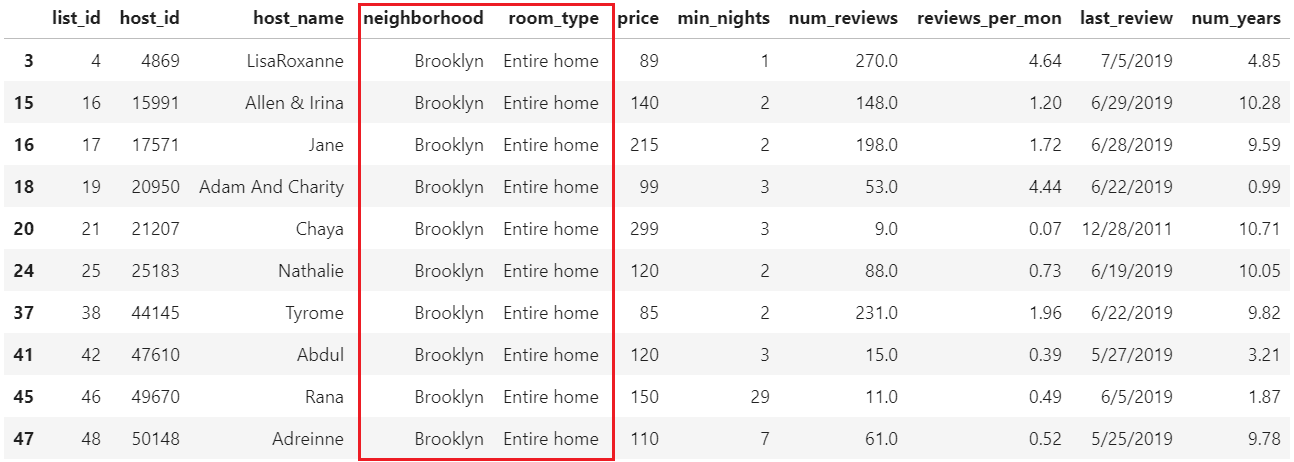 list_id host_id host_name neighborhood room_type price min_nights num_reviews reviews_per_mon last_review num_years
3 4 4869 LisaRoxanne Brooklyn Entire home 89 1 270.0 4.64 7/5/2019 4.85
15 16 15991 Allen & Irina Brooklyn Entire home 140 2 148.0 1.20 6/29/2019 10.28
16 17 17571 Jane Brooklyn Entire home 215 2 198.0 1.72 6/28/2019 9.59
18 19 20950 Adam And Charity Brooklyn Entire home 99 3 53.0 4.44 6/22/2019 0.99
20 21 21207 Chaya Brooklyn Entire home 299 3 9.0 0.07 12/28/2011 10.71
24 25 25183 Nathalie Brooklyn Entire home 120 2 88.0 0.73 6/19/2019 10.05
37 38 44145 Tyrome Brooklyn Entire home 85 2 231.0 1.96 6/22/2019 9.82
41 42 47610 Abdul Brooklyn Entire home 120 3 15.0 0.39 5/27/2019 3.21
45 46 49670 Rana Brooklyn Entire home 150 29 11.0 0.49 6/5/2019 1.87
47 48 50148 Adreinne Brooklyn Entire home 110 7 61.0 0.52 5/25/2019 9.78